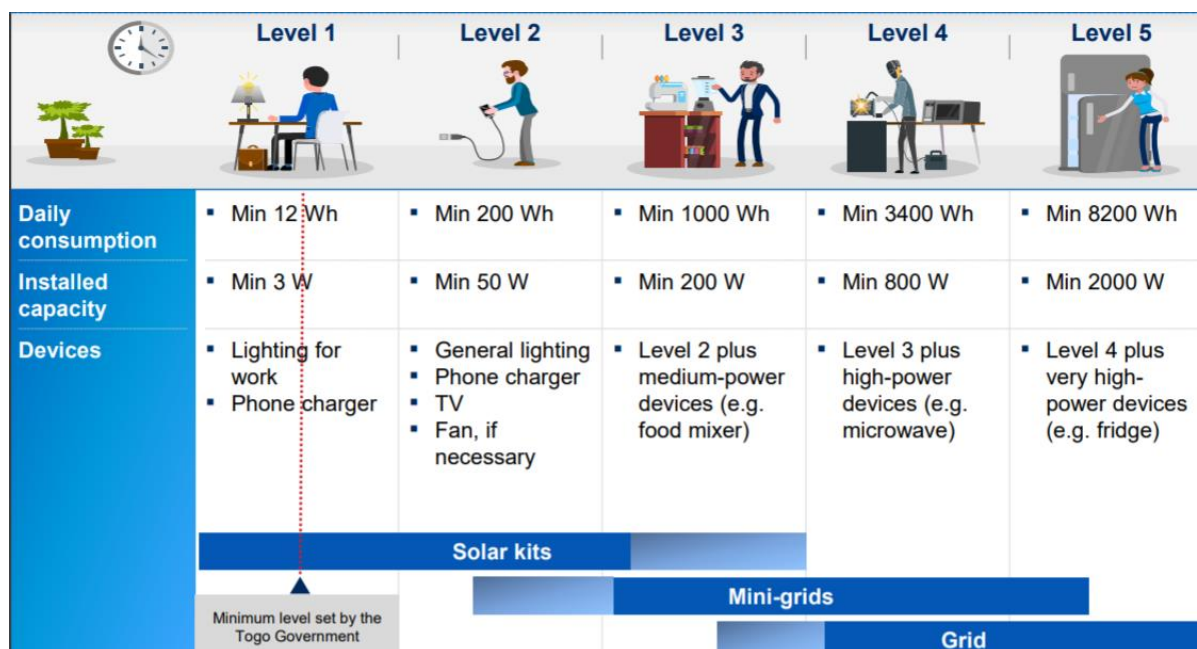 Level 1
Level 2
Level 3
Level 4
Level 5
Daily
consumption
▪ Min 12 Wh
▪ Min 200 Wh
▪ Min 1000 Wh
▪ Min 3400 Wh
▪ Min 8200 Wh
Installed
capacity
▪ Min 3 W
▪ Min 50 W
▪ Min 200 W
▪ Min 800 W
▪ Min 2000 W
Devices
▪ Lighting for
work
▪ Phone charger
▪ General lighting
▪ Phone charger
▪ TV
▪ Fan, if
necessary
▪ Level 2 plus
medium-power
devices (e.g.
food mixer)
▪ Level 3 plus
high-power
devices (e.g.
microwave)
▪ Level 4 plus
very high-
power devices
(e.g. fridge)
Solar kits
Mini-grids
Minimum level set by the
Togo Government
Grid